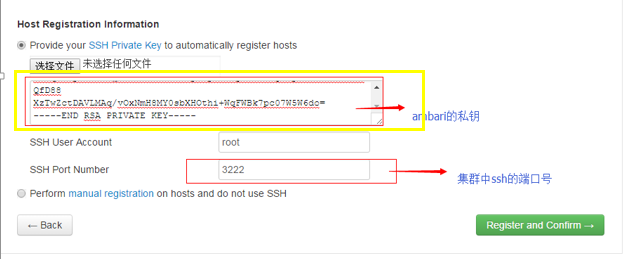 Host Registration Information
Provide your SSH Private Key to automatically register hosts
选择文件 未选择任何文件
QfD88
XzTwZctDAVLMAq/vOxNmH8MY0sbXHOthi+WqFWBk7pc07W5W6do=
-----END RSA PRIVATE KEY-----
ambari的私钥
SSH User Account root
SSH Port Number 3222
集群中ssh的端口号
Perform manual registration on hosts and do not use SSH
← Back
Register and Confirm →